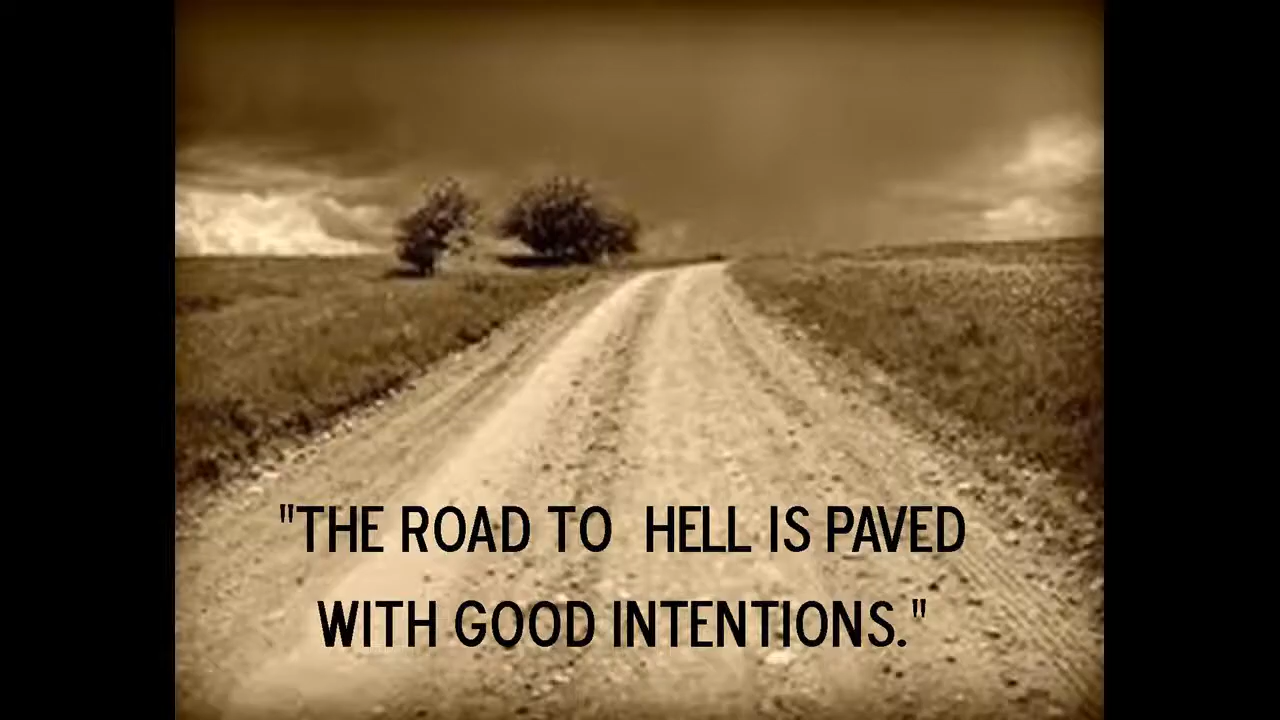 "THE ROAD TO HELL IS PAVED
WITH GOOD INTENTIONS."